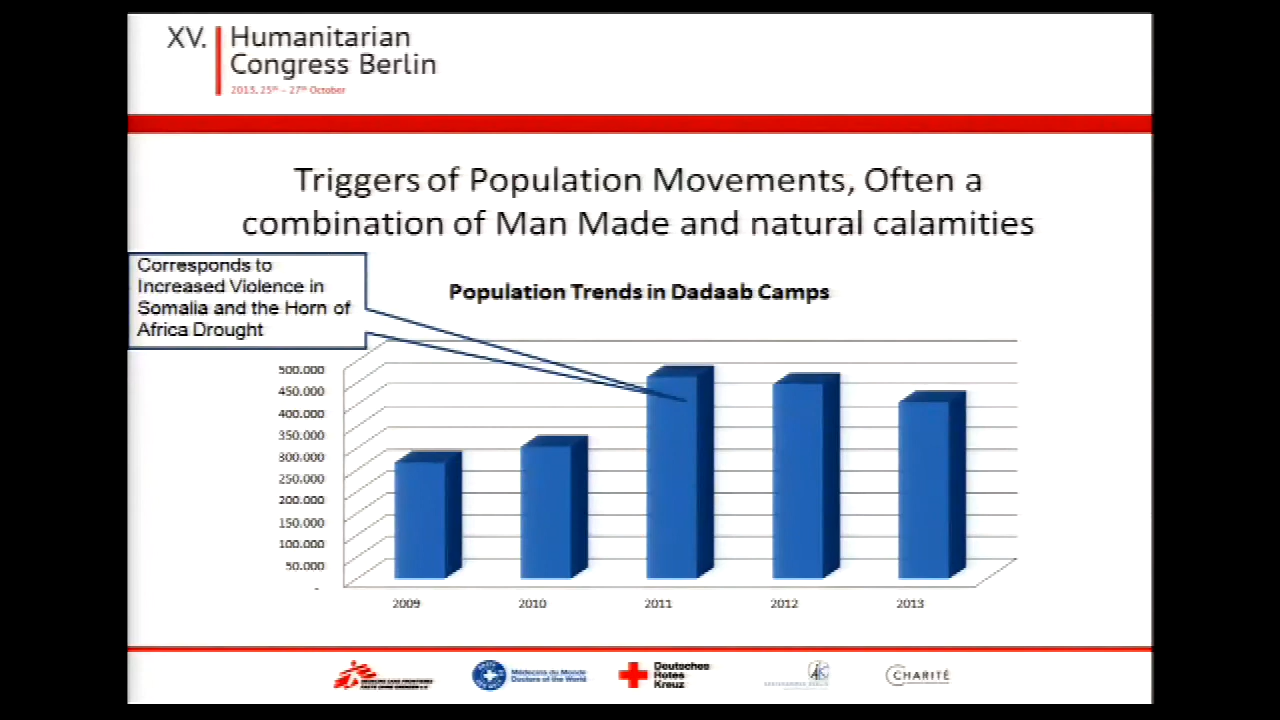 XV.
Humanitarian
Congress Berlin
2013, 25th – 27th October
Triggers of Population Movements, Often a
combination of Man Made and natural calamities
Corresponds to
Increased Violence in
Somalia and the Horn of
Africa Drought
Population Trends in Dadaab Camps
500.000
450.000
400.000
350.000
300.000
250.000
200.000
150.000
100.000
50.000
-
2009 2010 2011 2012 2013
Médecins du Monde
Doctors of the World
Deutsches
Rotes
Kreuz
CHARITÉ